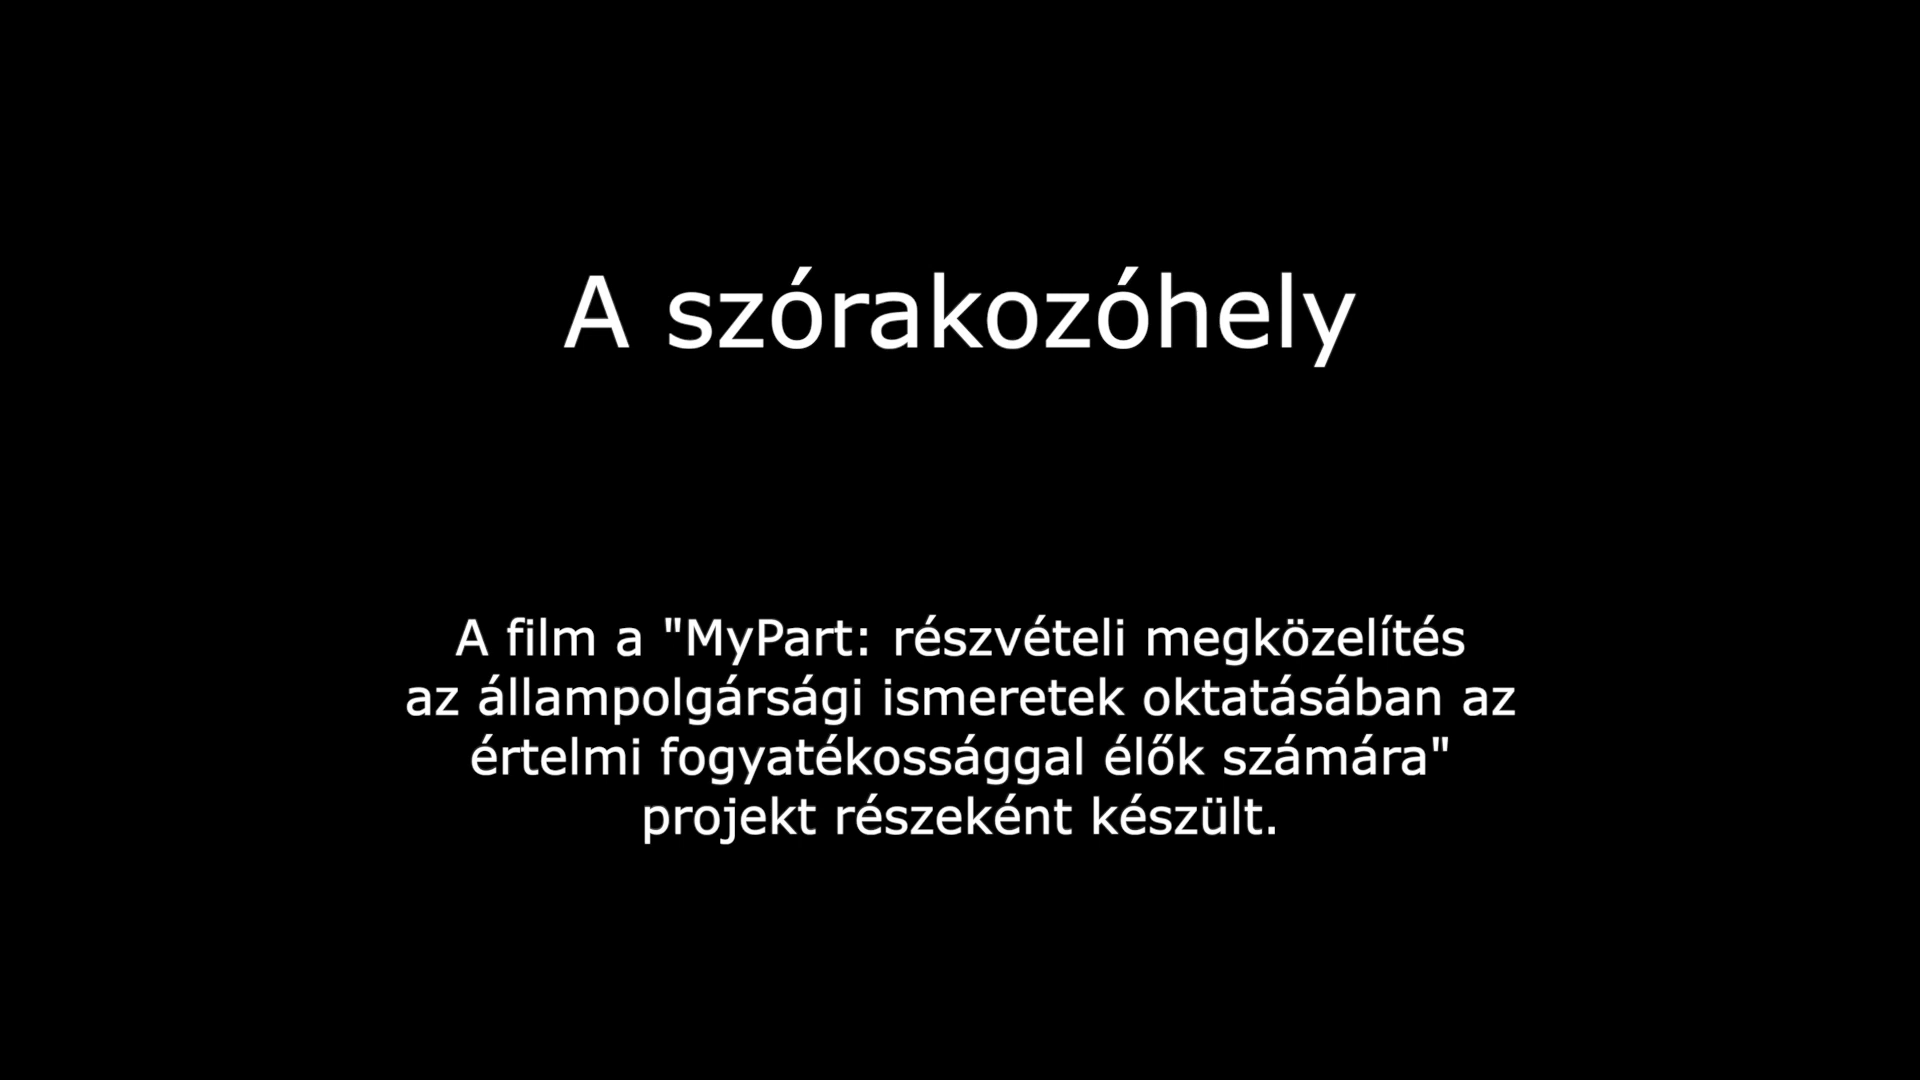 A szórakozóhely
A film a "MyPart: részvételi megközelítés
az állampolgársági ismeretek oktatásában az
értelmi fogyatékossággal élők számára"
projekt részeként készült.